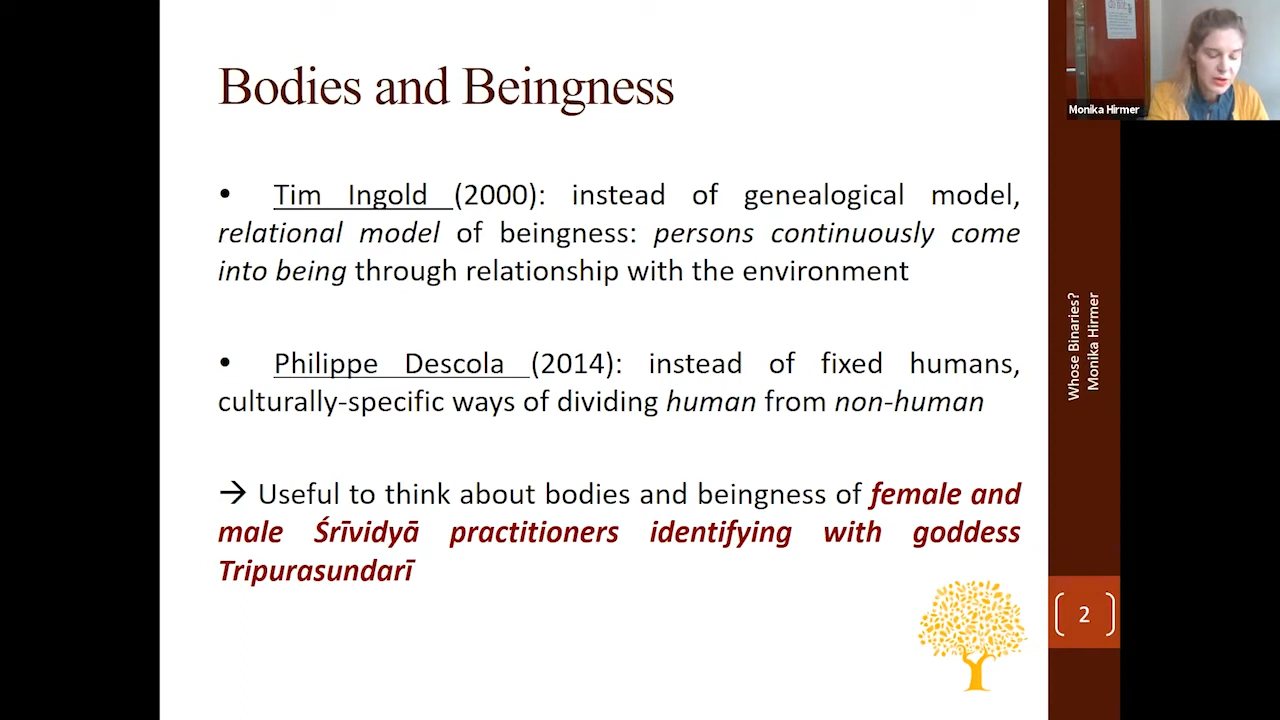 Bodies and Beingness
• Tim Ingold (2000): instead of genealogical model,
relational model of beingness: persons continuously come
into being through relationship with the environment
• Philippe Descola (2014): instead of fixed humans,
culturally-specific ways of dividing human from non-human
→ Useful to think about bodies and beingness of female and
male Śrīvidyā practitioners identifying with goddess
Tripurasundarī
Monika Hirmer
Whose Binaries?
Monika Hirmer
2